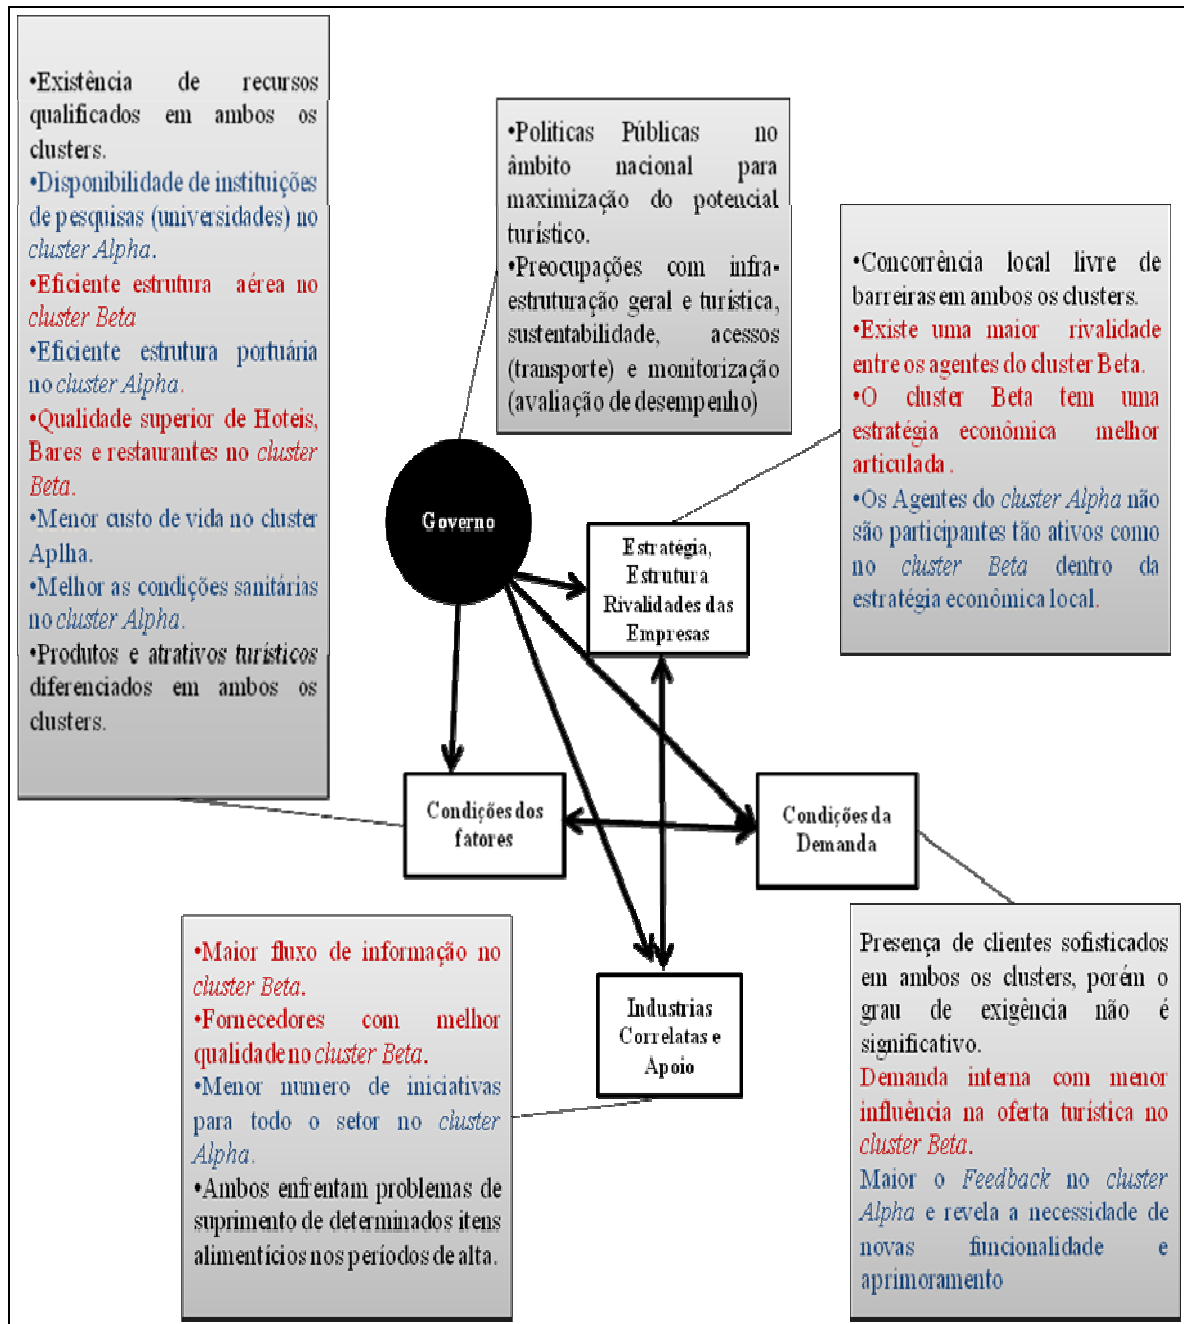 •Existência de recursos
qualificados em ambos os
clusters.
•Disponibilidade de instituições
de pesquisas (universidades) no
cluster Alpha.
•Eficiente estrutura aérea no
cluster Beta
•Eficiente estrutura portuária
no cluster Alpha.
•Qualidade superior de Hoteis,
Bares e restaurantes no cluster
Beta.
•Menor custo de vida no cluster
Aplha.
•Melhor as condições sanitárias
no cluster Alpha.
•Produtos e atrativos turísticos
diferenciados em ambos os
clusters.
•Politicas Públicas no
âmbito nacional para
maximização do potencial
turístico.
•Preocupações com infra-
estruturação geral e turística,
sustentabilidade, acessos
(transporte) e monitorização
(avaliação de desempenho)
•Concorrência local livre de
barreiras em ambos os clusters.
•Existe uma maior rivalidade
entre os agentes do cluster Beta.
•O cluster Beta tem uma
estratégia econômica melhor
articulada .
•Os Agentes do cluster Alpha não
são participantes tão ativos como
no cluster Beta dentro da
estratégia econômica local.
Governo
Estratégia,
Estrutura
Rivalidades das
Empresas
Condições dos
fatores
Condições da
Demanda
Industrias
Correlatas e
Apoio
•Maior fluxo de informação no
cluster Beta.
•Fornecedores com melhor
qualidade no cluster Beta.
•Menor numero de iniciativas
para todo o setor no cluster
Alpha.
•Ambos enfrentam problemas de
suprimento de determinados itens
alimentícios nos períodos de alta.
Presença de clientes sofisticados
em ambos os clusters, porém o
grau de exigência não é
significativo.
Demanda interna com menor
influência na oferta turística no
cluster Beta.
Maior o Feedback no cluster
Alpha e revela a necessidade de
novas funcionalidade e
aprimoramento